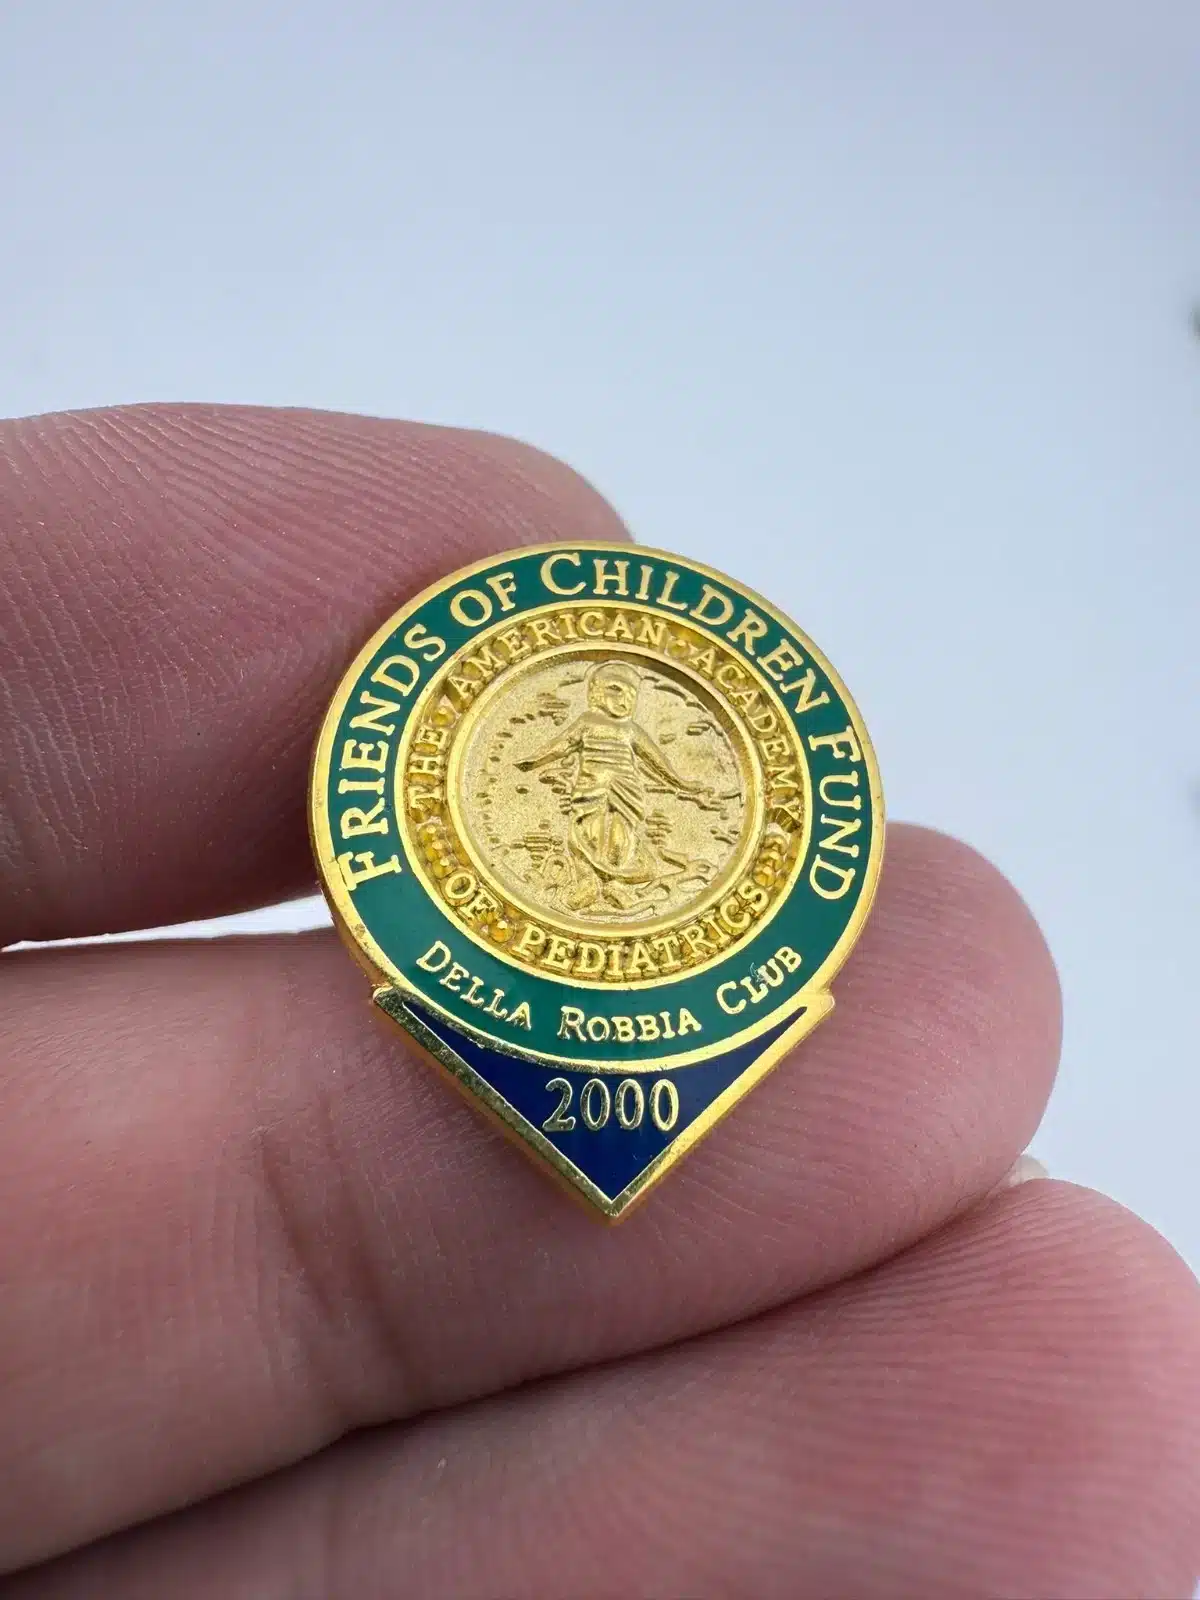 FRIENDS OF CHILDREN FUND
THE AMERICAN ACADEMY
OF PEDIATRICS
DELLA ROBBIA CLUB
2000